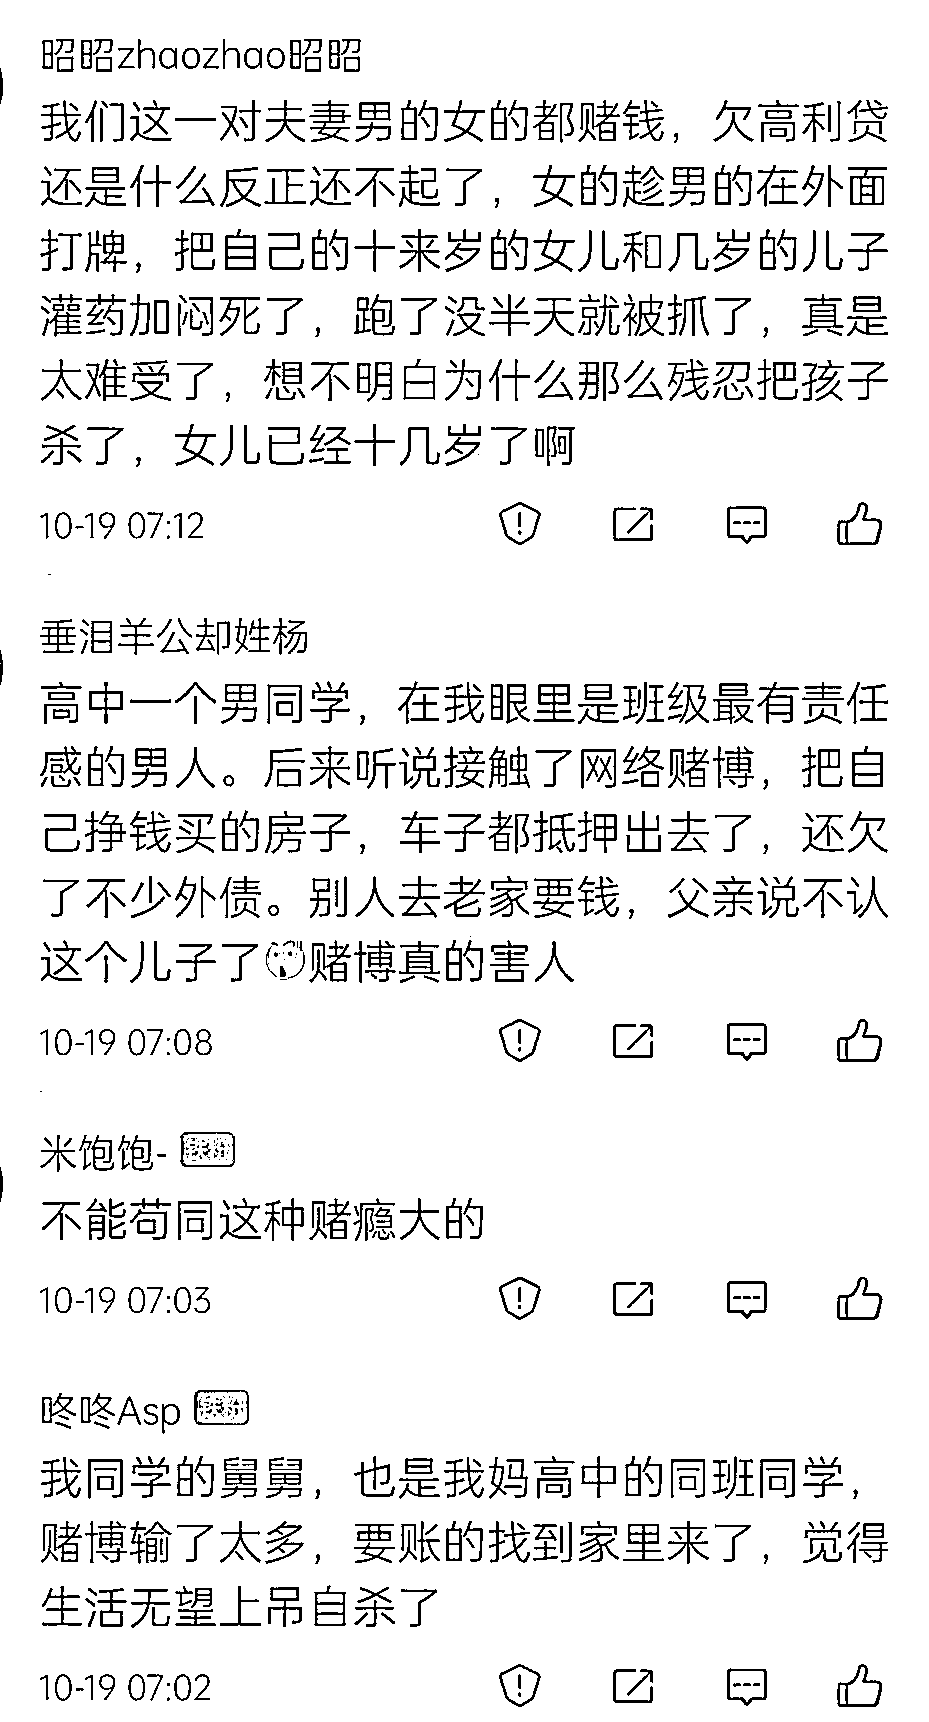 昭昭zhaozhao昭昭
我们这一对夫妻男的女的都赌钱，欠高利贷
还是什么反正还不起了，女的趁男的在外面
打牌，把自己的十来岁的女儿和几岁的儿子
灌药加闷死了，跑了没半天就被抓了，真是
太难受了，想不明白为什么那么残忍把孩子
杀了，女儿已经十几岁了啊
10-19 07:12
垂泪羊公却姓杨
高中一个男同学，在我眼里是班级最有责任
感的男人。后来听说接触了网络赌博，把自
己挣钱买的房子，车子都抵押出去了，还欠
了不少外债。别人去老家要钱，父亲说不认
这个儿子了赌博真的害人
10-19 07:08
米饱饱- 铁粉
不能苟同这种赌瘾大的
10-19 07:03
咚咚Asp 铁粉
我同学的舅舅，也是我妈高中的同班同学，
赌博输了太多，要账的找到家里来了，觉得
生活无望上吊自杀了
10-19 07:02